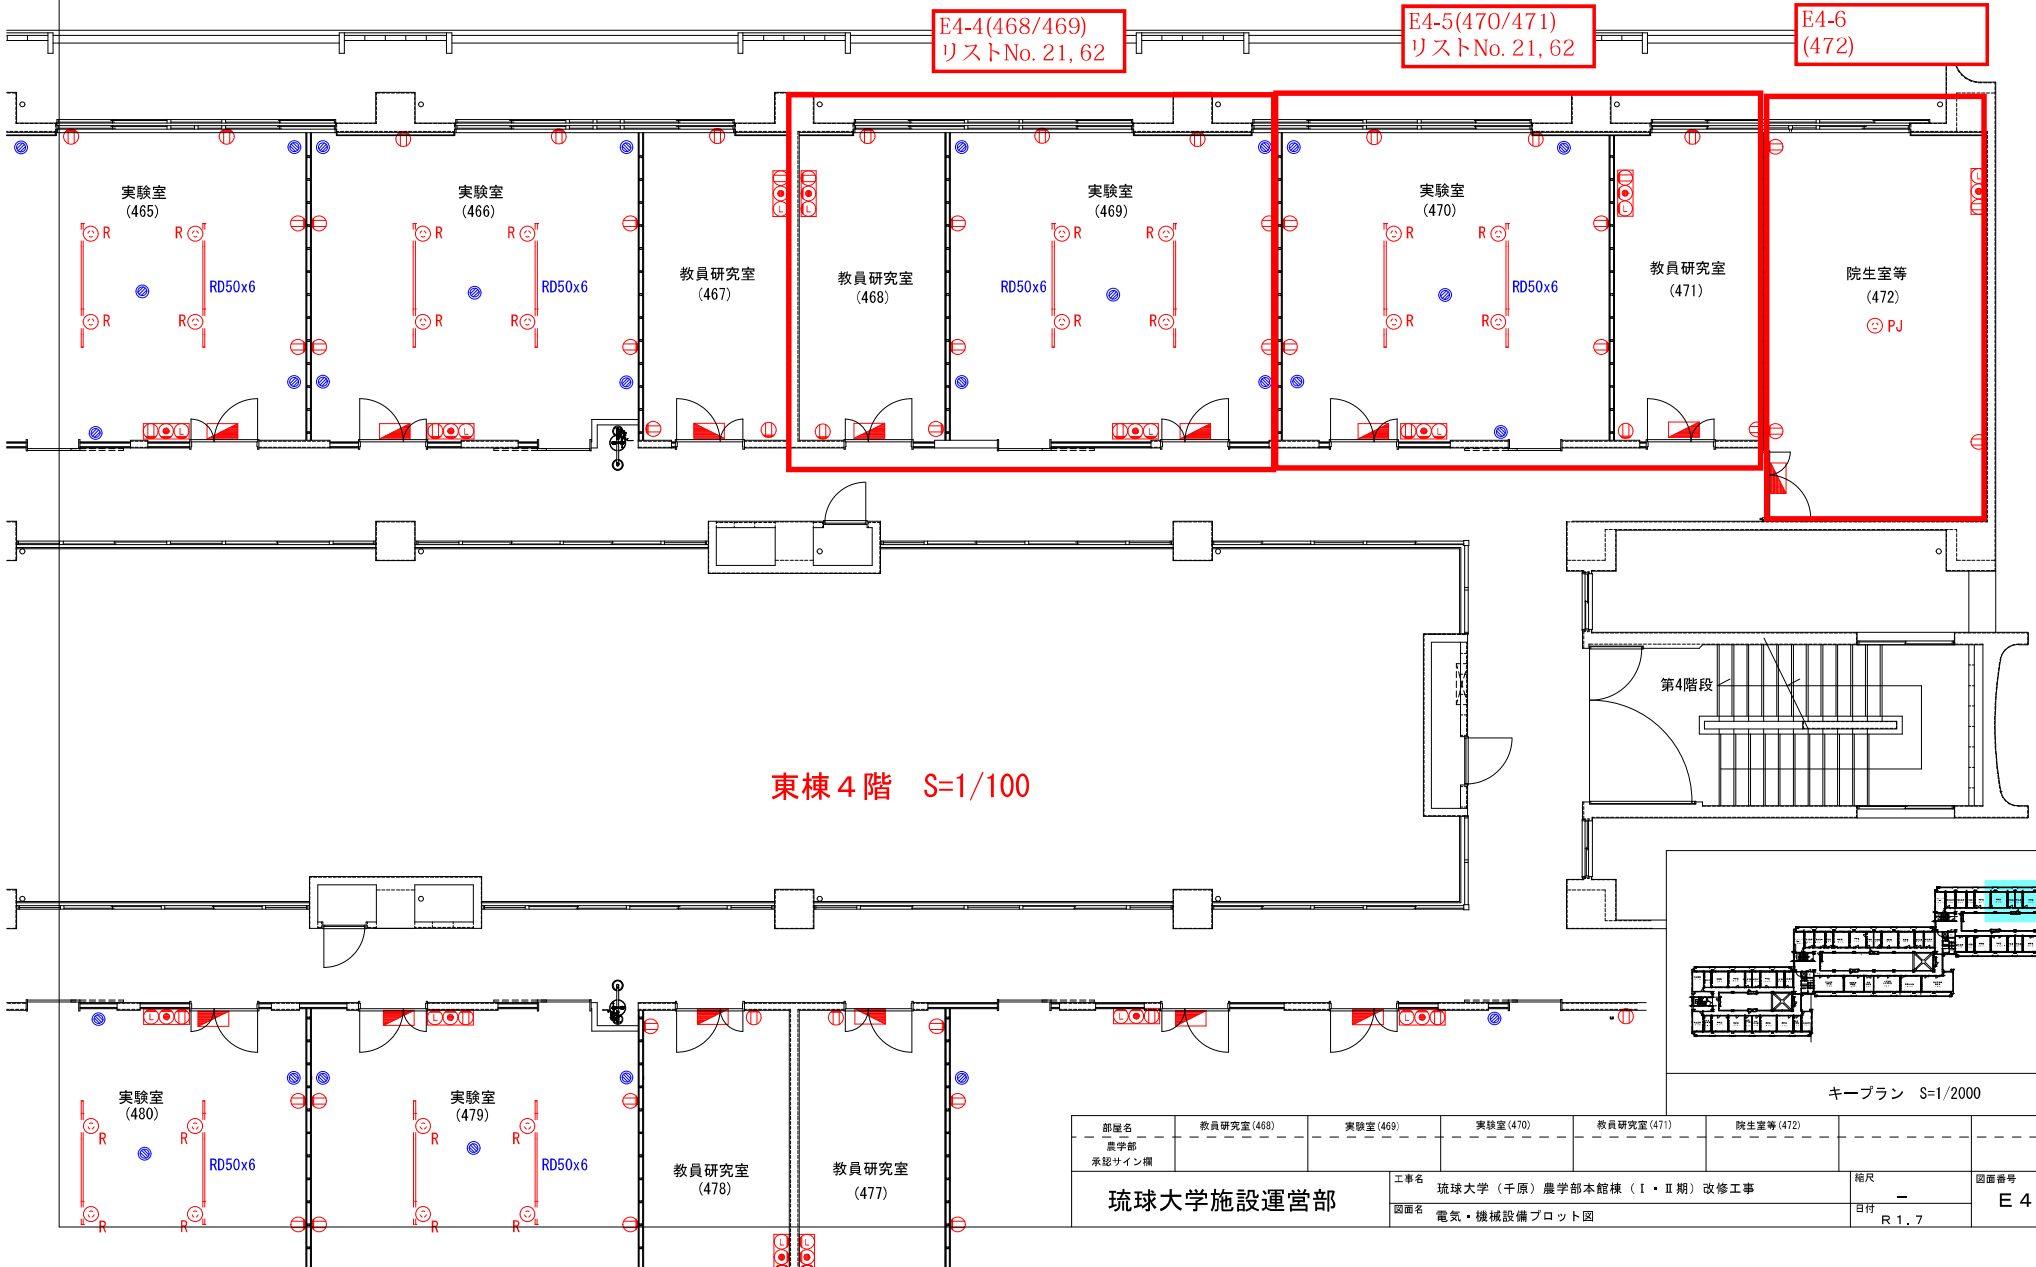 E4-4(468/469)
リストNo. 21, 62
E4-5(470/471)
リストNo. 21, 62
E4-6
(472)
実験室
(465)
R
R
R
R
RD50x6
L
実験室
(466)
R
R
R
R
RD50x6
L
教員研究室
(467)
L
教員研究室
(468)
L
実験室
(469)
R
R
R
R
RD50x6
L
実験室
(470)
R
R
R
R
RD50x6
L
教員研究室
(471)
L
院生室等
(472)
PJ
L
第4階段
東棟４階 S=1/100
実験室
(480)
R
R
R
R
RD50x6
L
実験室
(479)
R
R
R
R
RD50x6
L
教員研究室
(478)
L
教員研究室
(477)
L
L
L
キープラン S=1/2000
部屋名
教員研究室(468)
実験室(469)
実験室(470)
教員研究室(471)
院生室等(472)
農学部
承認サイン欄
琉球大学施設運営部
工事名
琉球大学（千原）農学部本館棟（Ⅰ・Ⅱ期）改修工事
図面名
電気・機械設備プロット図
縮尺
－
日付
Ｒ１.７
図面番号
Ｅ４